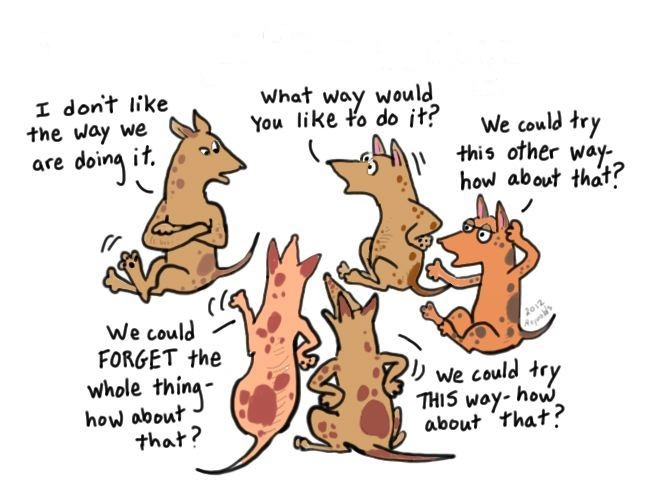 I don't like
the way we
are doing it.
What way would
you like to do it?
We could try
this other way-
how about that?
We could
FORGET the
whole thing-
how about
that?
We could try
THIS way-how
about that?
2012
Reynolds